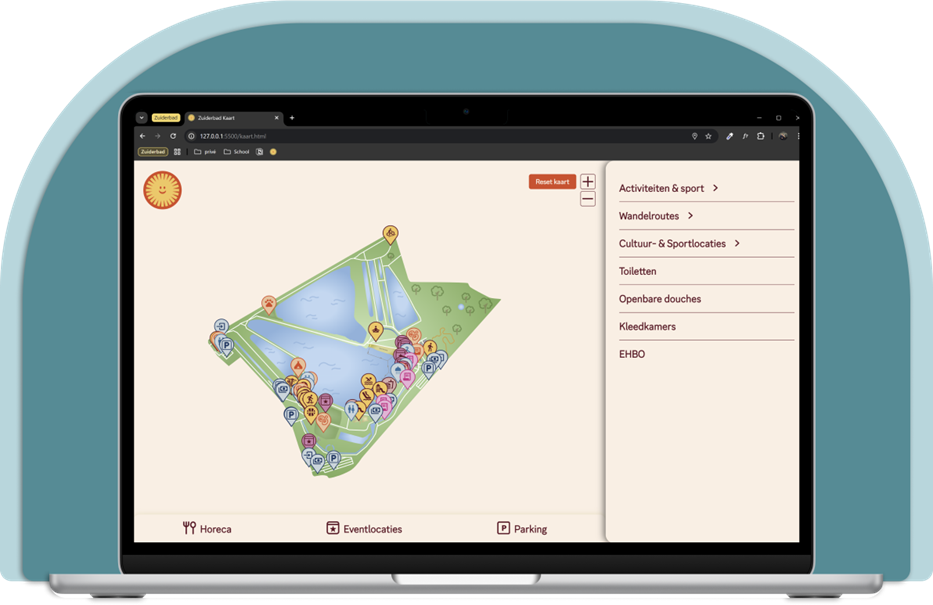 Zuiderbad
Zuiderbad Kaart
127.0.0.1:5500/kaart.html
Zuiderbad
privé
School
Reset kaart
Activiteiten & sport
Wandelroutes
Cultuur- & Sportlocaties
Toiletten
Openbare douches
Kleedkamers
EHBO
P
P
P
P
Horeca
Eventlocaties
P Parking